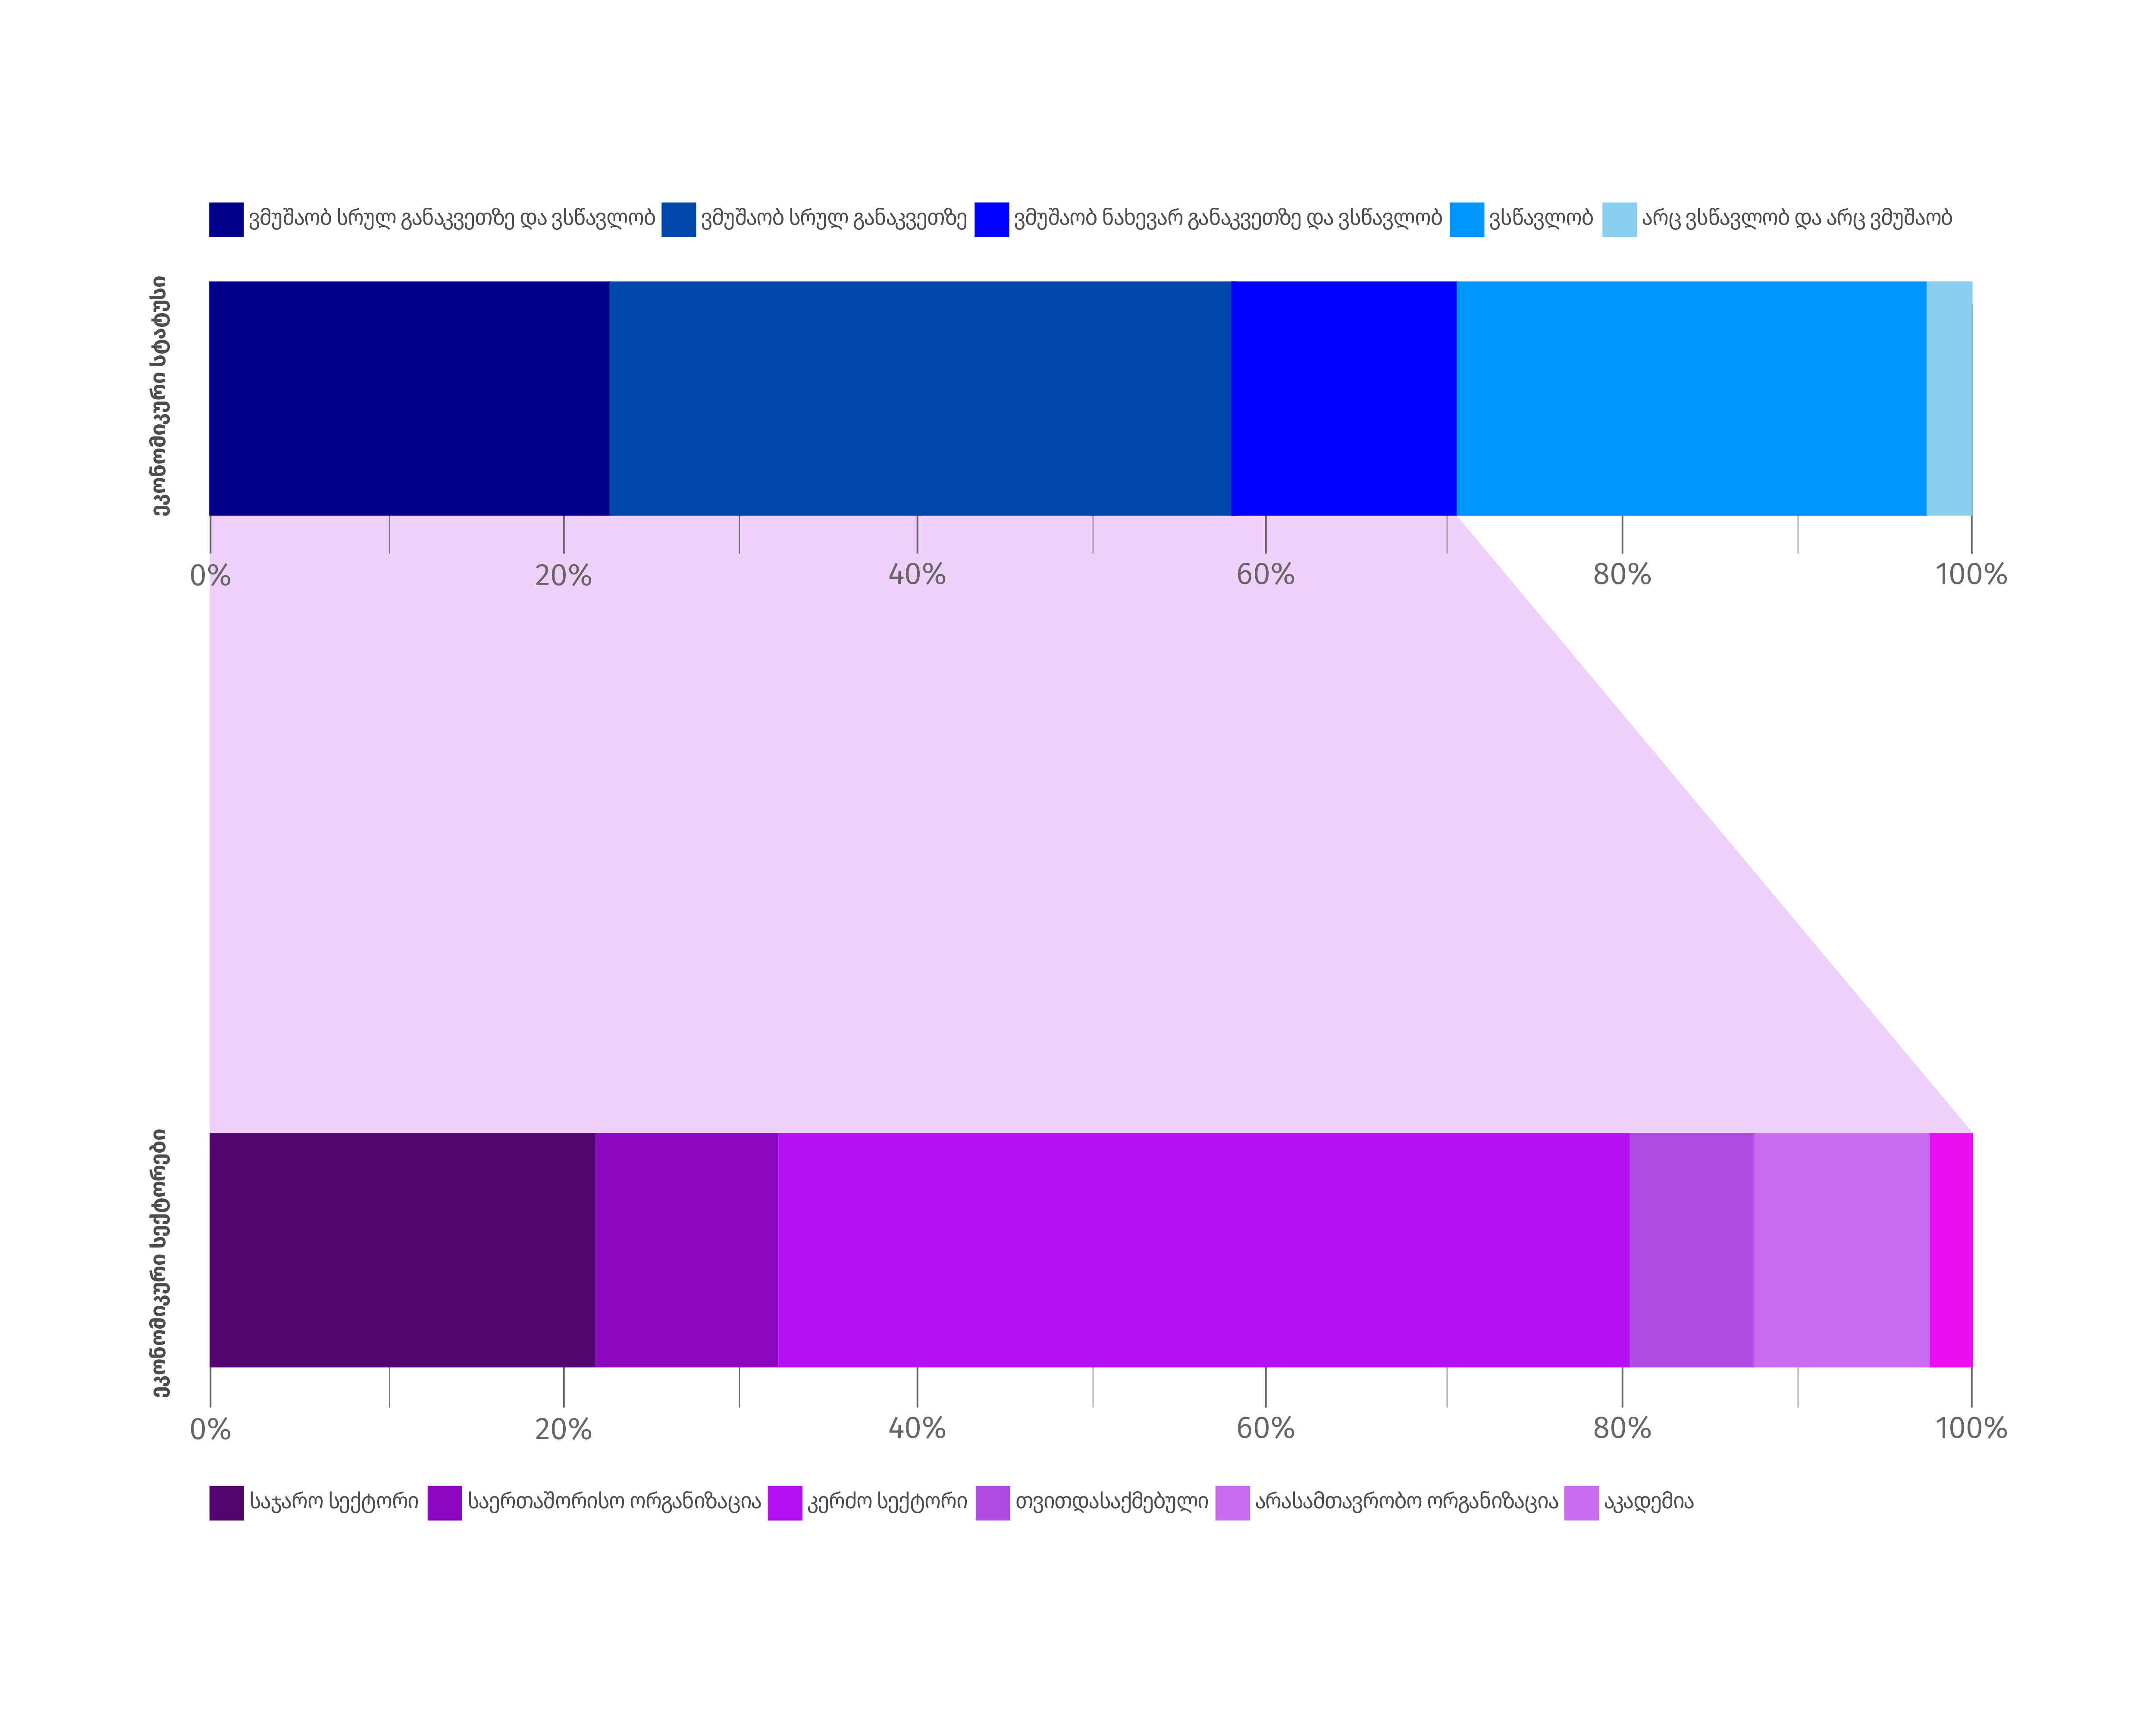 ვმუშაობ სრულ განაკვეთზე და ვსწავლობ ვმუშაობ სრულ განაკვეთზე ვმუშაობ ნახევარ განაკვეთზე და ვსწავლობ ვსწავლობ არც ვსწავლობ და არც ვმუშაობ
ეკონომიკური სტატუსი
0% 20% 40% 60% 80% 100%
ეკონომიკური სექტორები
0% 20% 40% 60% 80% 100%
საჯარო სექტორი საერთაშორისო ორგანიზაცია კერძო სექტორი თვითდასაქმებული არასამთავრობო ორგანიზაცია აკადემია